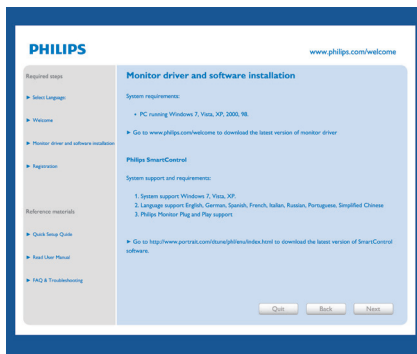 PHILIPS
www.philips.com/welcome
Required steps
► Select Language:
► Welcome
► Monitor driver and software installation
► Registration
Reference materials
► Quick Setup Guide
► Read User Manual
► FAQ & Troubleshooting
Monitor driver and software installation
System requirements:
• PC running Windows 7, Vista, XP, 2000, 98.
► Go to www.philips.com/welcome to download the latest version of monitor driver
Philips SmartControl
System support and requirements:
1. System support Windows 7, Vista, XP.
2. Language support English, German, Spanish, French, Italian, Russian, Portuguese, Simplified Chinese
3. Philips Monitor Plug and Play support
► Go to http://www.portrait.com/dtune/phl/enu/index.html to download the latest version of SmartControl
software.
Quit
Back
Next